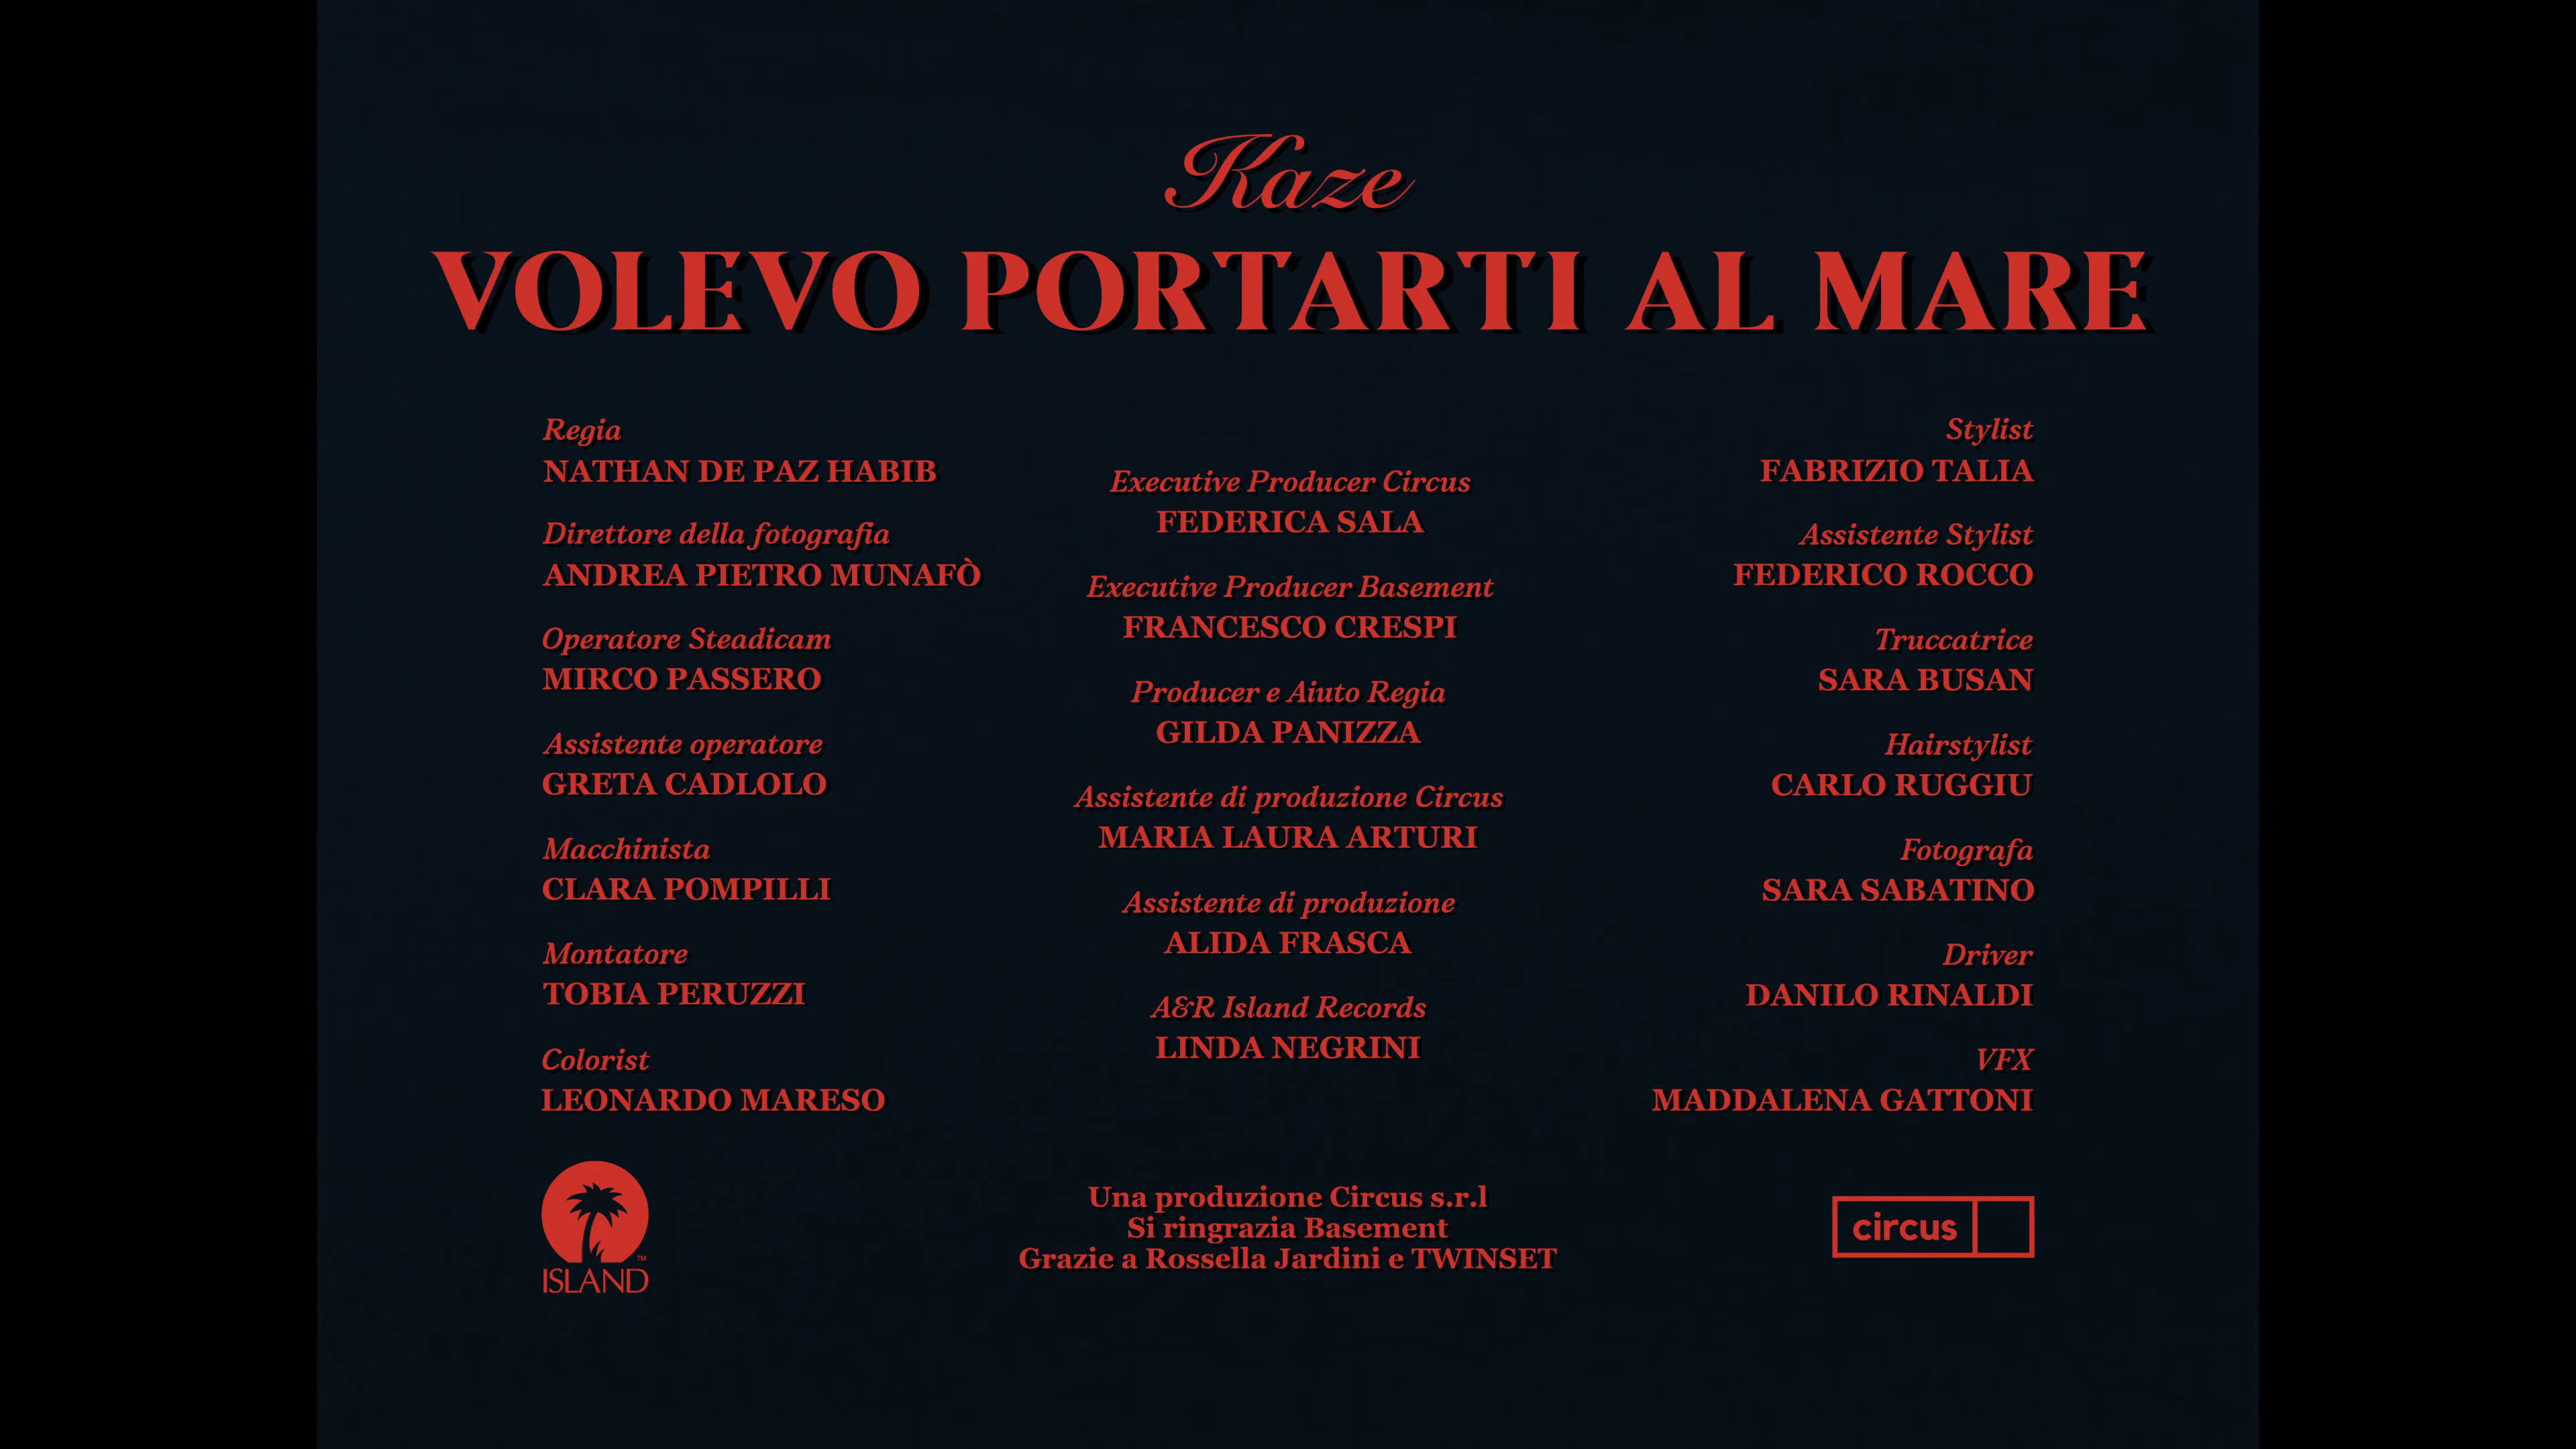 Kaze
VOLEVO PORTARTI AL MARE
Regia
NATHAN DE PAZ HABIB
Direttore della fotografia
ANDREA PIETRO MUNAFÒ
Operatore Steadicam
MIRCO PASSERO
Assistente operatore
GRETA CADLOLO
Macchinista
CLARA POMPILLI
Montatore
TOBIA PERUZZI
Colorist
LEONARDO MARESO
Executive Producer Circus
FEDERICA SALA
Executive Producer Basement
FRANCESCO CRESPI
Producer e Aiuto Regia
GILDA PANIZZA
Assistente di produzione Circus
MARIA LAURA ARTURI
Assistente di produzione
ALIDA FRASCA
A&R Island Records
LINDA NEGRINI
Stylist
FABRIZIO TALIA
Assistente Stylist
FEDERICO ROCCO
Truccatrice
SARA BUSAN
Hairstylist
CARLO RUGGIU
Fotografa
SARA SABATINO
Driver
DANILO RINALDI
VFX
MADDALENA GATTONI
TM
ISLAND
Una produzione Circus s.r.l
Si ringrazia Basement
Grazie a Rossella Jardini e TWINSET
circus